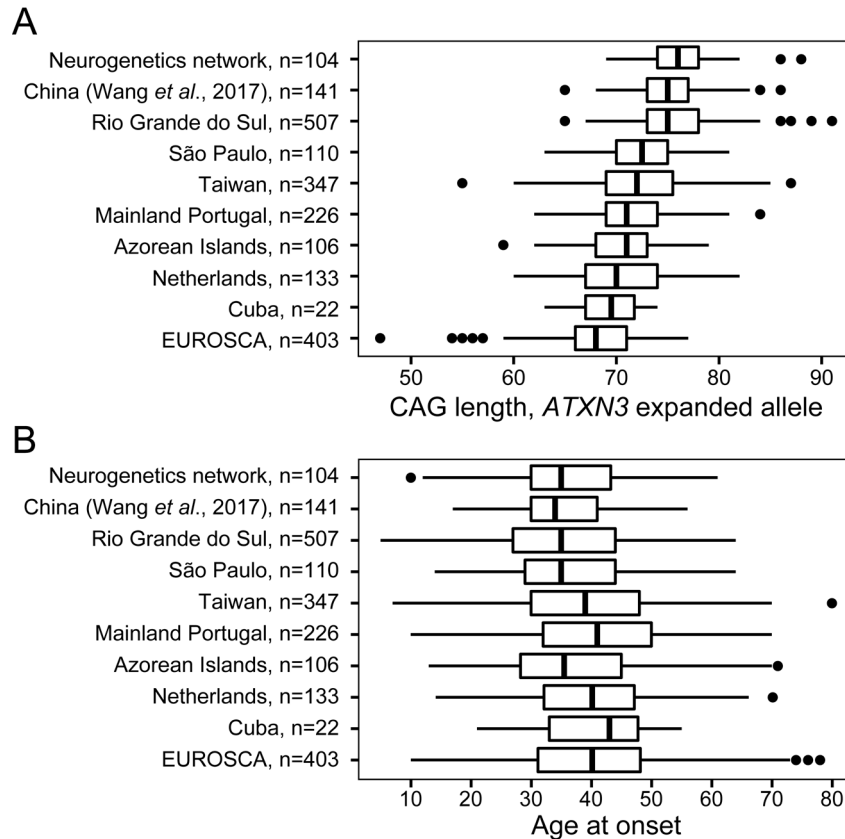 A
Neurogenetics network, n=104
China (Wang et al., 2017), n=141
Rio Grande do Sul, n=507
São Paulo, n=110
Taiwan, n=347
Mainland Portugal, n=226
Azorean Islands, n=106
Netherlands, n=133
Cuba, n=22
EUROSCA, n=403
50 60 70 80 90
CAG length, ATXN3 expanded allele
B
Neurogenetics network, n=104
China (Wang et al., 2017), n=141
Rio Grande do Sul, n=507
São Paulo, n=110
Taiwan, n=347
Mainland Portugal, n=226
Azorean Islands, n=106
Netherlands, n=133
Cuba, n=22
EUROSCA, n=403
10 20 30 40 50 60 70 80
Age at onset